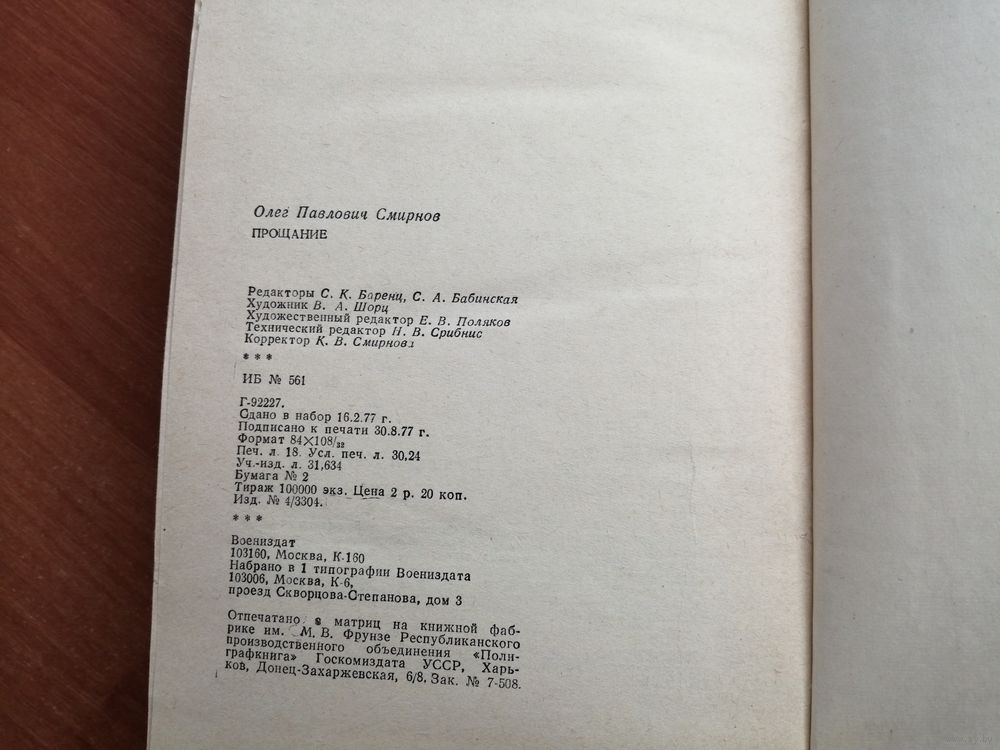 Олег Павлович Смирнов
ПРОЩАНИЕ
Редакторы С. К. Баренц, С. А. Бабинская
Художник В. А. Шорц
Художественный редактор Е. В. Поляков
Технический редактор Н. В. Срибнис
Корректор К. В. Смирнова
* * *
ИБ № 561
Г-92227.
Сдано в набор 16.2.77 г.
Подписано к печати 30.8.77 г.
Формат 84×108/32
Печ. л. 18. Усл. печ. л. 30,24
Уч.-изд. л. 31,634
Бумага № 2
Тираж 100000 экз. Цена 2 р. 20 коп.
Изд. № 4/3304.
* * *
Воениздат
103160, Москва, К-160
Набрано в 1 типографии Воениздата
103006, Москва, К-6,
проезд Скворцова-Степанова, дом 3
Отпечатано с матриц на книжной фаб-
рике им. М. В. Фрунзе Республиканского
производственного объединения «Поли-
графкнига» Госкомиздата УССР, Харь-
ков, Донец-Захаржевская, 6/8. Зак. № 7-508.